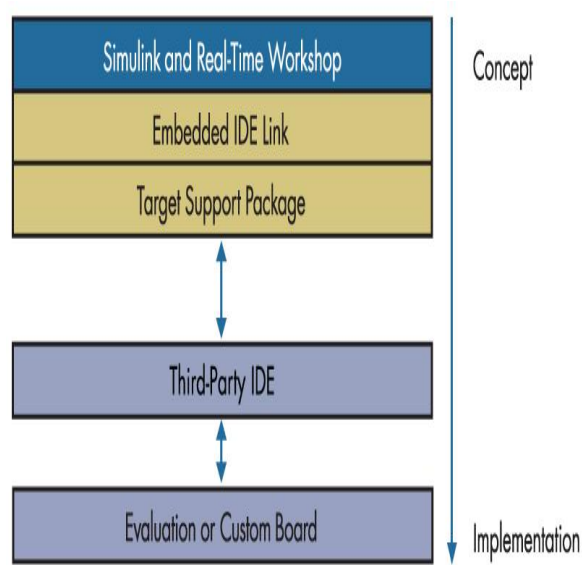 Simulink and Real-Time Workshop
Concept
Embedded IDE Link
Target Support Package
Third-Party IDE
Evaluation or Custom Board
Implementation